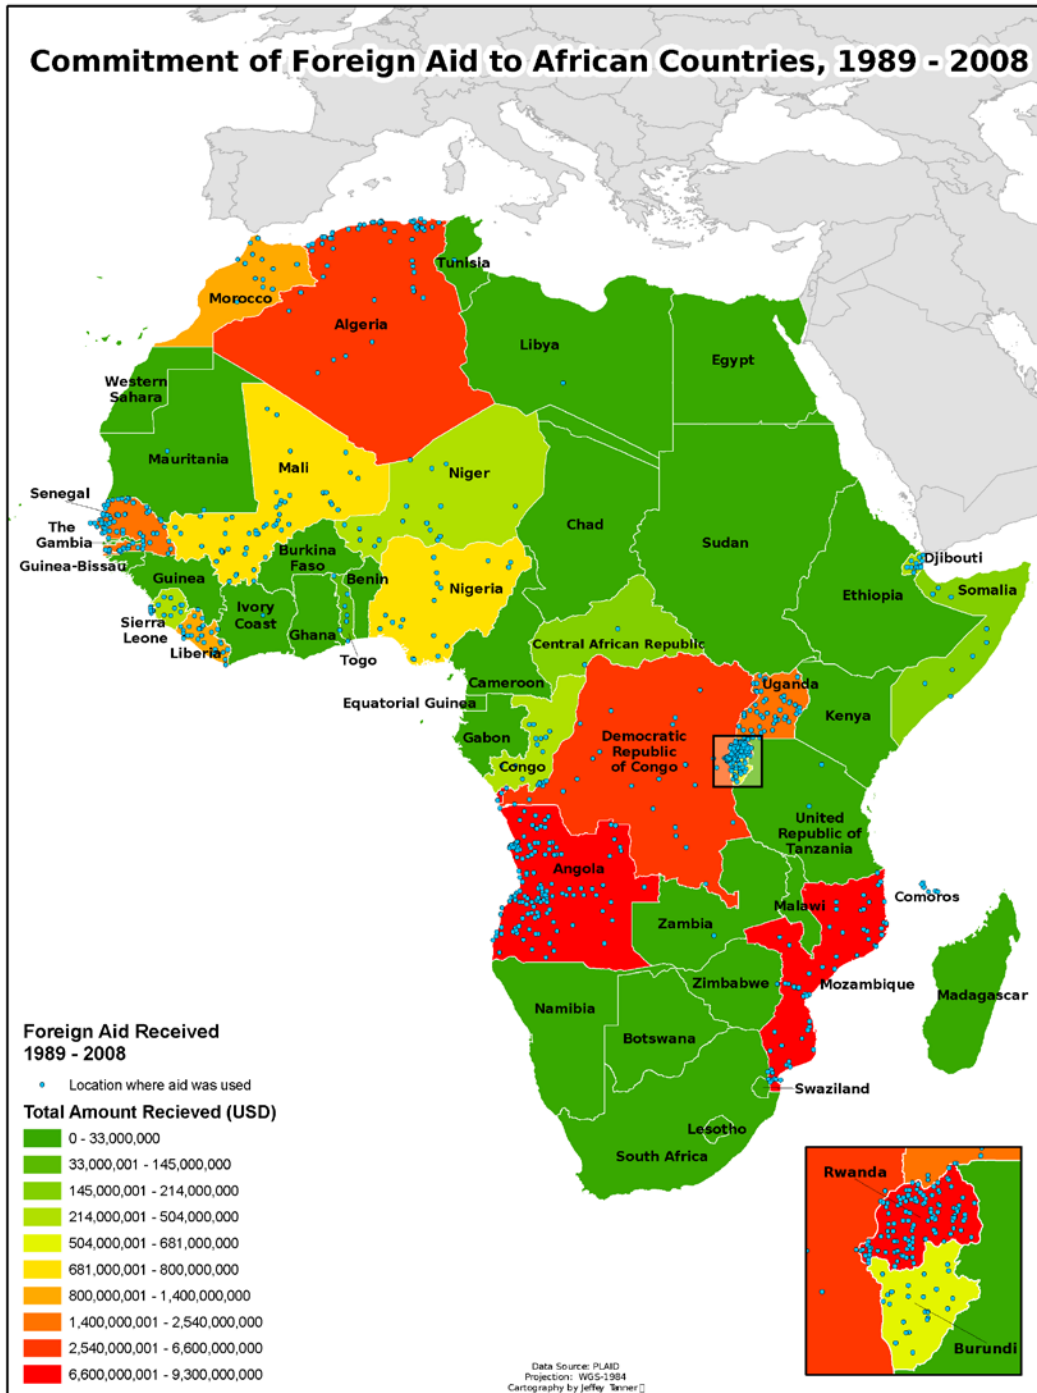 Commitment of Foreign Aid to African Countries, 1989 - 2008
Tunisia
Morocco
Algeria
Libya
Egypt
Western
Sahara
Mauritania
Mali
Niger
Senegal
The
Gambia
Guinea-Bissau
Chad
Sudan
Djibouti
Burkina
Faso
Benin
Nigeria
Guinea
Ethiopia
Somalia
Ivory
Coast
Ghana
Sierra
Leone
Liberia
Togo
Central African Republic
Cameroon
Uganda
Equatorial Guinea
Kenya
Gabon
Democratic
Republic
of Congo
Congo
United
Republic of
Tanzania
Angola
Comoros
Malawi
Zambia
Mozambique
Zimbabwe
Madagascar
Namibia
Botswana
Swaziland
Lesotho
South Africa
Foreign Aid Received
1989 - 2008
Location where aid was used
Total Amount Recieved (USD)
0 - 33,000,000
33,000,001 - 145,000,000
145,000,001 - 214,000,000
214,000,001 - 504,000,000
504,000,001 - 681,000,000
681,000,001 - 800,000,000
800,000,001 - 1,400,000,000
1,400,000,001 - 2,540,000,000
2,540,000,001 - 6,600,000,000
6,600,000,001 - 9,300,000,000
Rwanda
Burundi
Data Source: PLAID
Projection: WGS-1984
Cartography by Jeffey Tanner